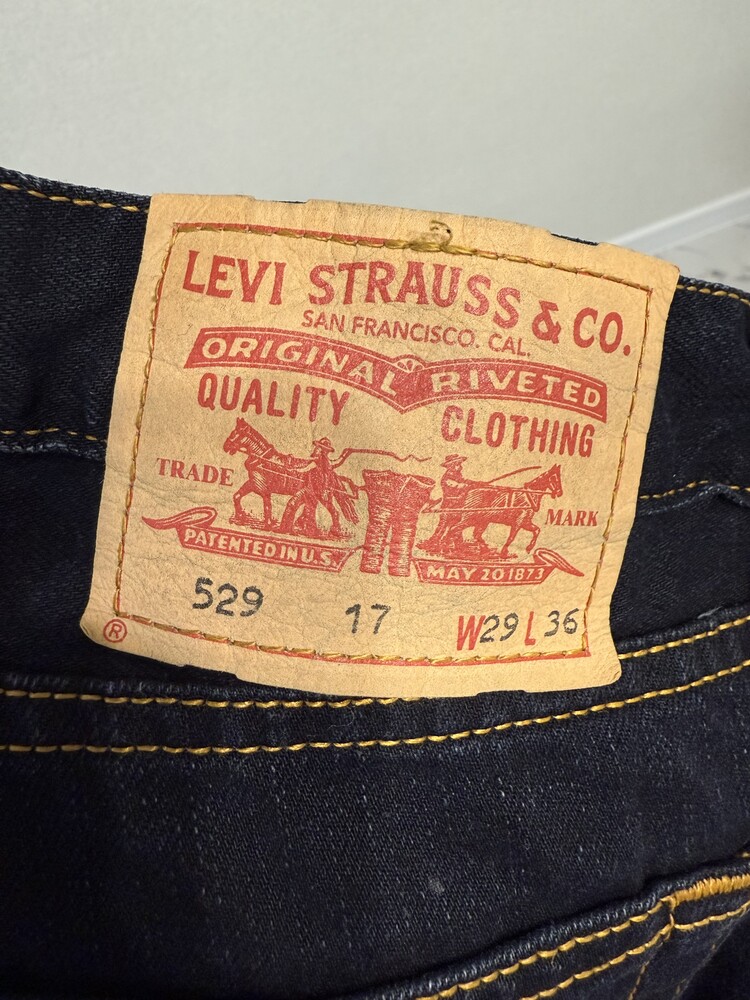 LEVI STRAUSS & CO.
SAN FRANCISCO. CAL.
ORIGINAL RIVETED
QUALITY CLOTHING
TRADE MARK
PATENTED IN U.S. MAY 20 1873
529 17 W29 L36
®